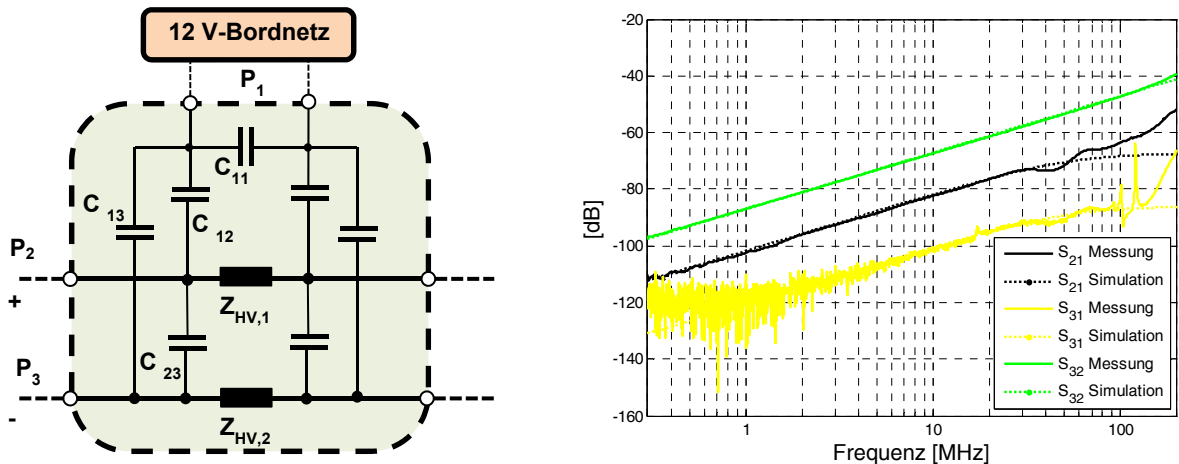 12 V-Bordnetz
P1
C11
C13
C12
P2
+
ZHV,1
C23
P3
-
ZHV,2
-20
-40
-60
-80
-100
-120
-140
-160
[dB]
1
10
100
Frequenz [MHz]
S21 Messung
S21 Simulation
S31 Messung
S31 Simulation
S32 Messung
S32 Simulation